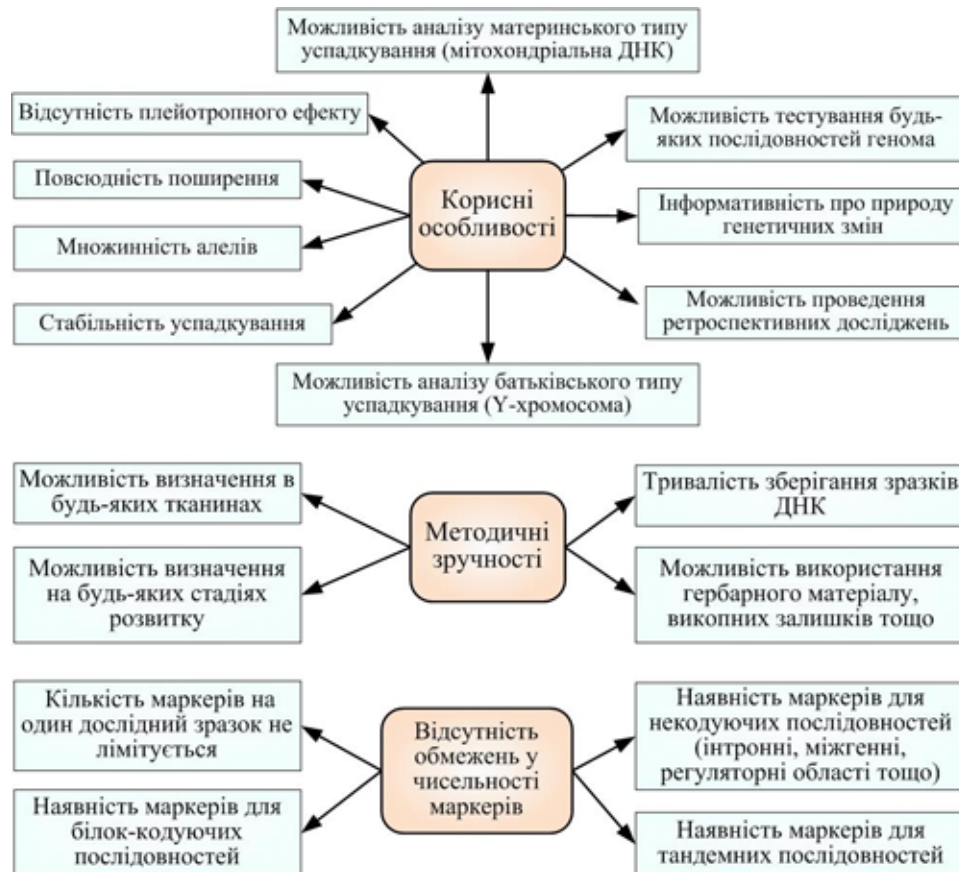 Можливість аналізу материнського типу
успадкування (мітохондріальна ДНК)
Відсутність плейотропного ефекту
Можливість тестування будь-
яких послідовностей генома
Повсюдність поширення
Корисні
особливості
Інформативність про природу
генетичних змін
Множинність алелів
Стабільність успадкування
Можливість проведення
ретроспективних досліджень
Можливість аналізу батьківського типу
успадкування (Y-хромосома)
Можливість визначення в
будь-яких тканинах
Методичні
зручності
Тривалість зберігання зразків
ДНК
Можливість визначення
на будь-яких стадіях
розвитку
Можливість використання
гербарного матеріалу,
викопних залишків тощо
Кількість маркерів на
один дослідний зразок не
лімітується
Відсутність
обмежень у
чисельності
маркерів
Наявність маркерів для
некодуючих послідовностей
(інтронні, міжгенні,
регуляторні області тощо)
Наявність маркерів для
білок-кодуючих
послідовностей
Наявність маркерів для
тандемних послідовностей